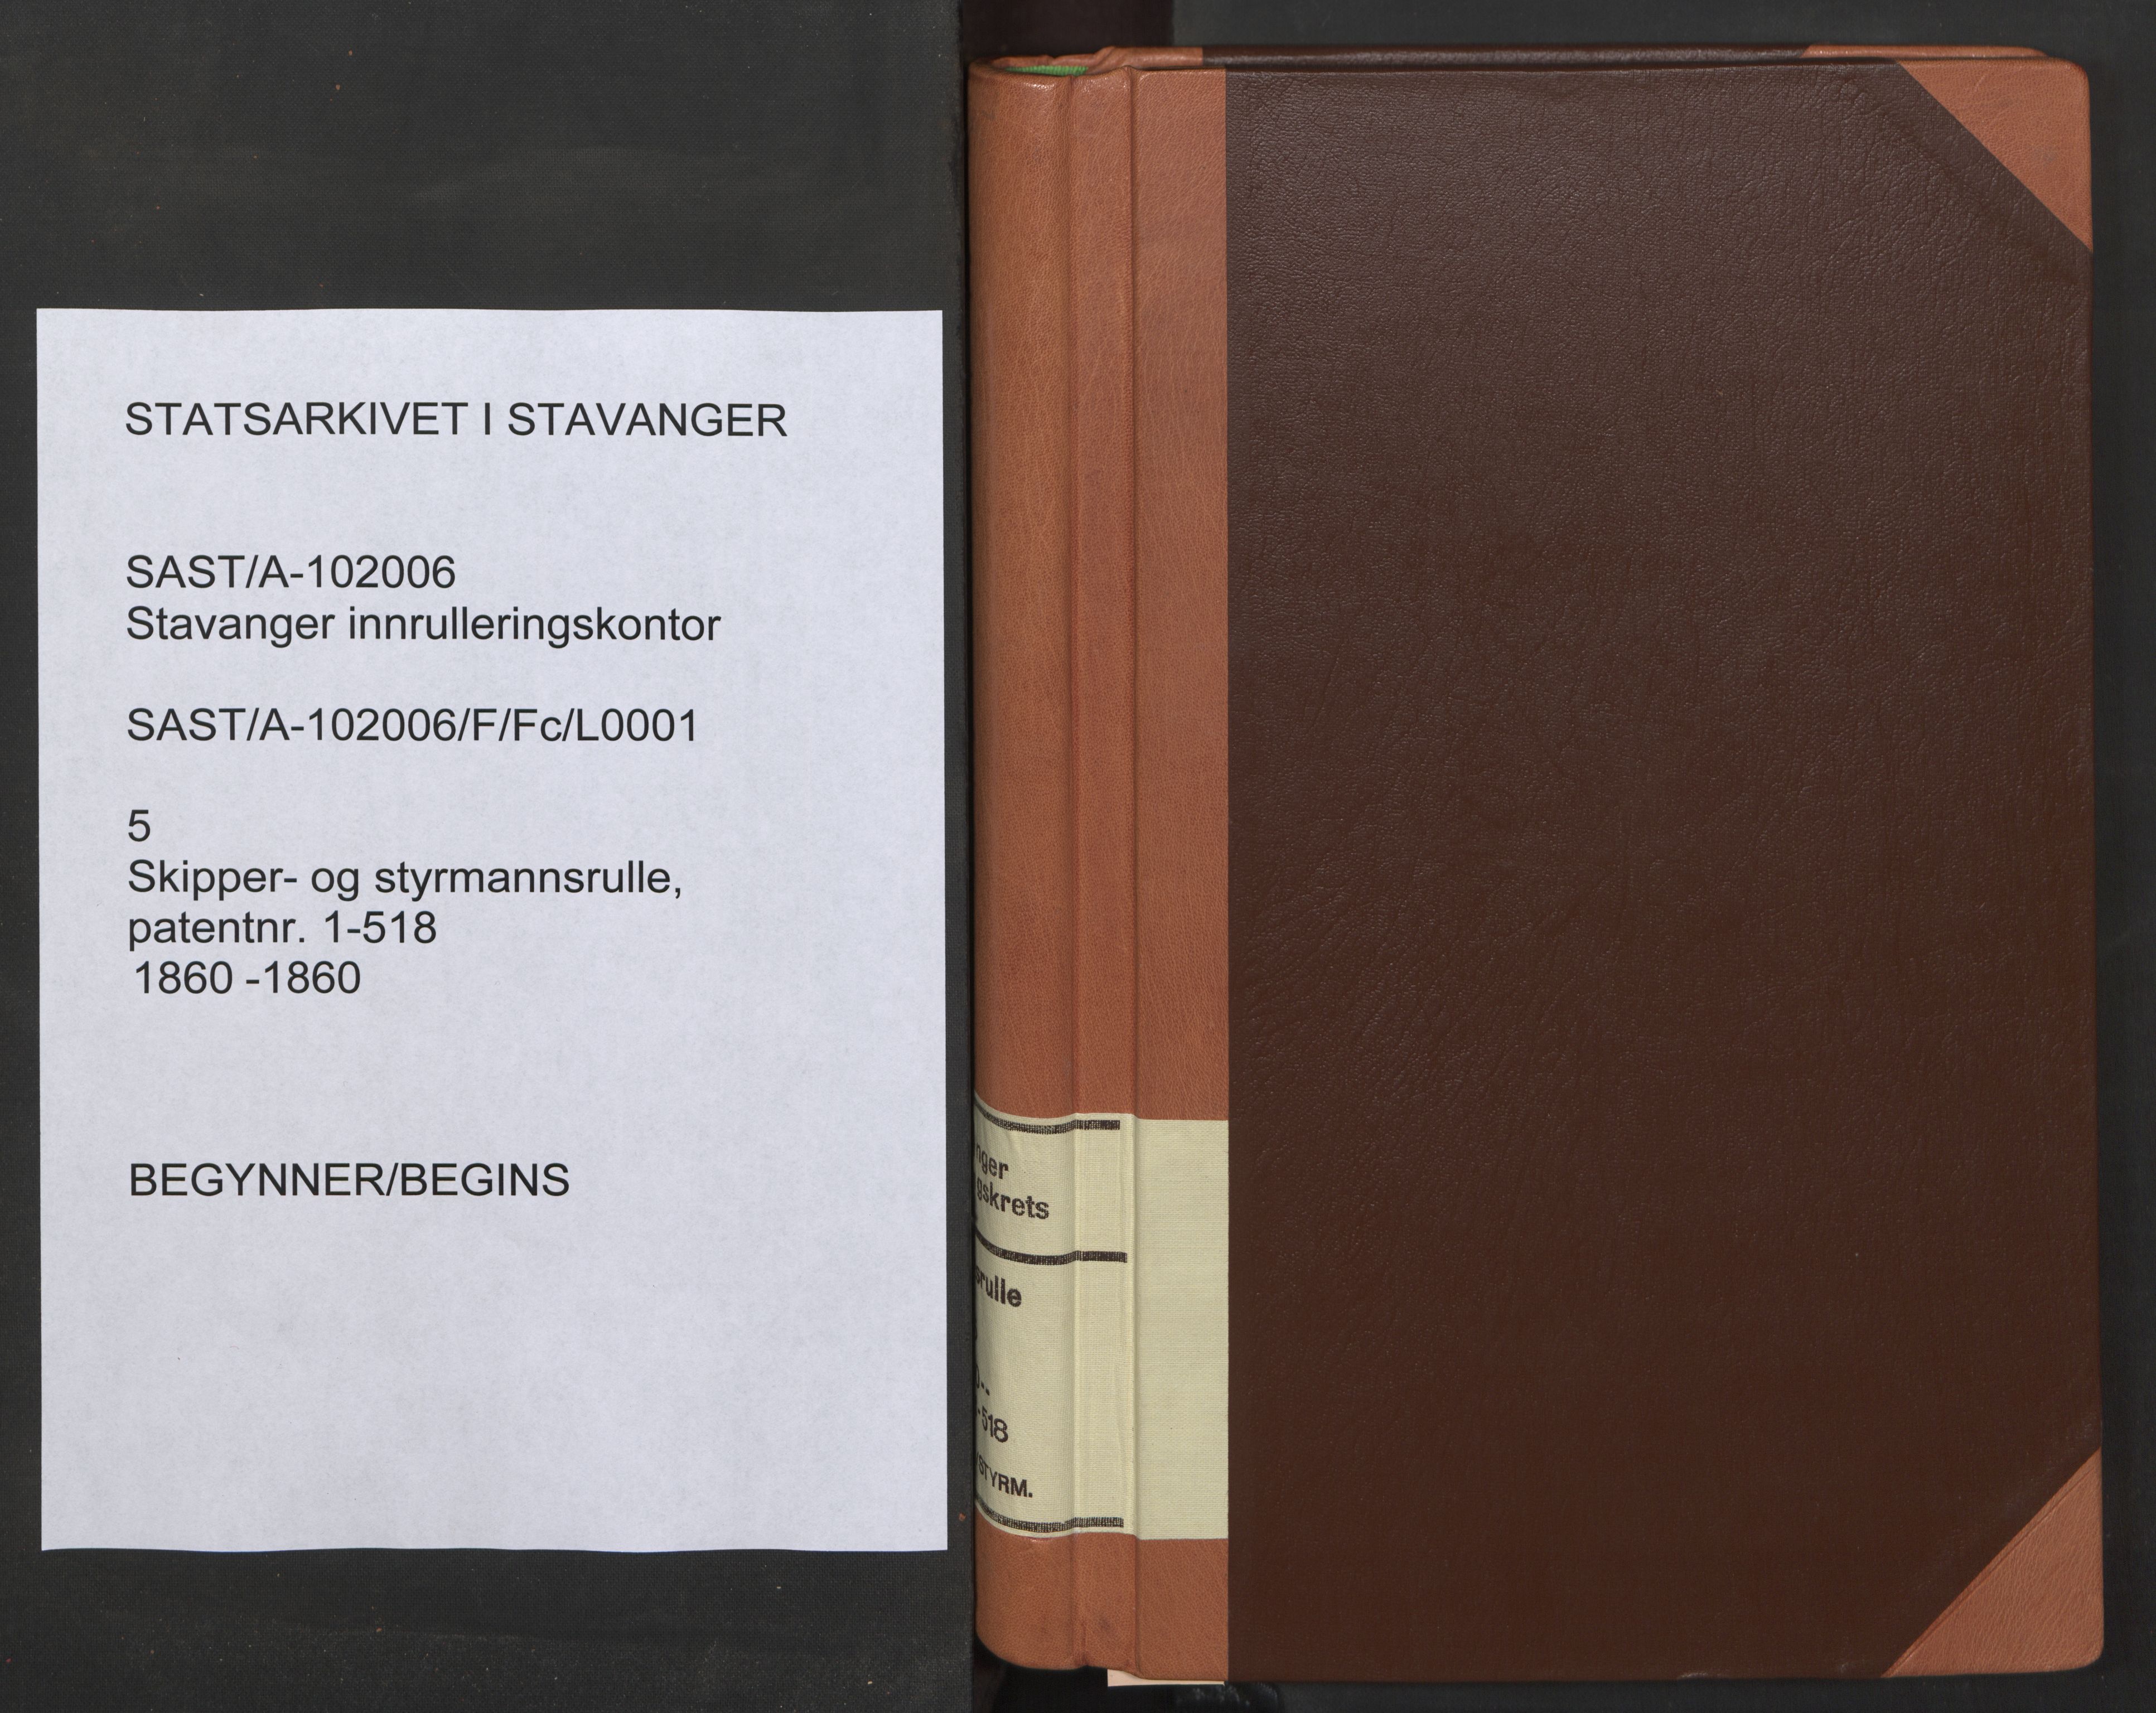 STATSARKIVET I STAVANGER
SAST/A-102006
Stavanger innrulleringskontor
SAST/A-102006/F/Fc/L0001
5
Skipper- og styrmannsrulle,
patentnr. 1-518
1860 -1860
BEGYNNER/BEGINS
nger
gskrets
srulle
-518
STYRM.